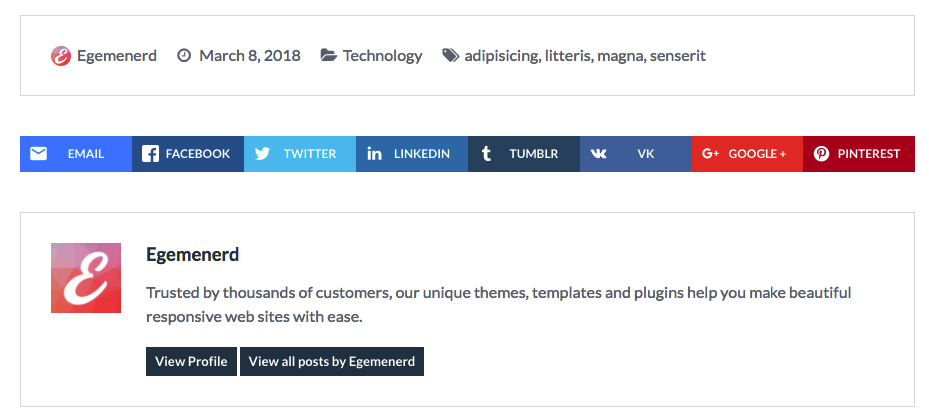 Egemenerd March 8, 2018 Technology adipisicing, litteris, magna, senserit
EMAIL FACEBOOK TWITTER LINKEDIN TUMBLR VK GOOGLE + PINTEREST
Egemenerd
Trusted by thousands of customers, our unique themes, templates and plugins help you make beautiful
responsive web sites with ease.
View Profile View all posts by Egemenerd